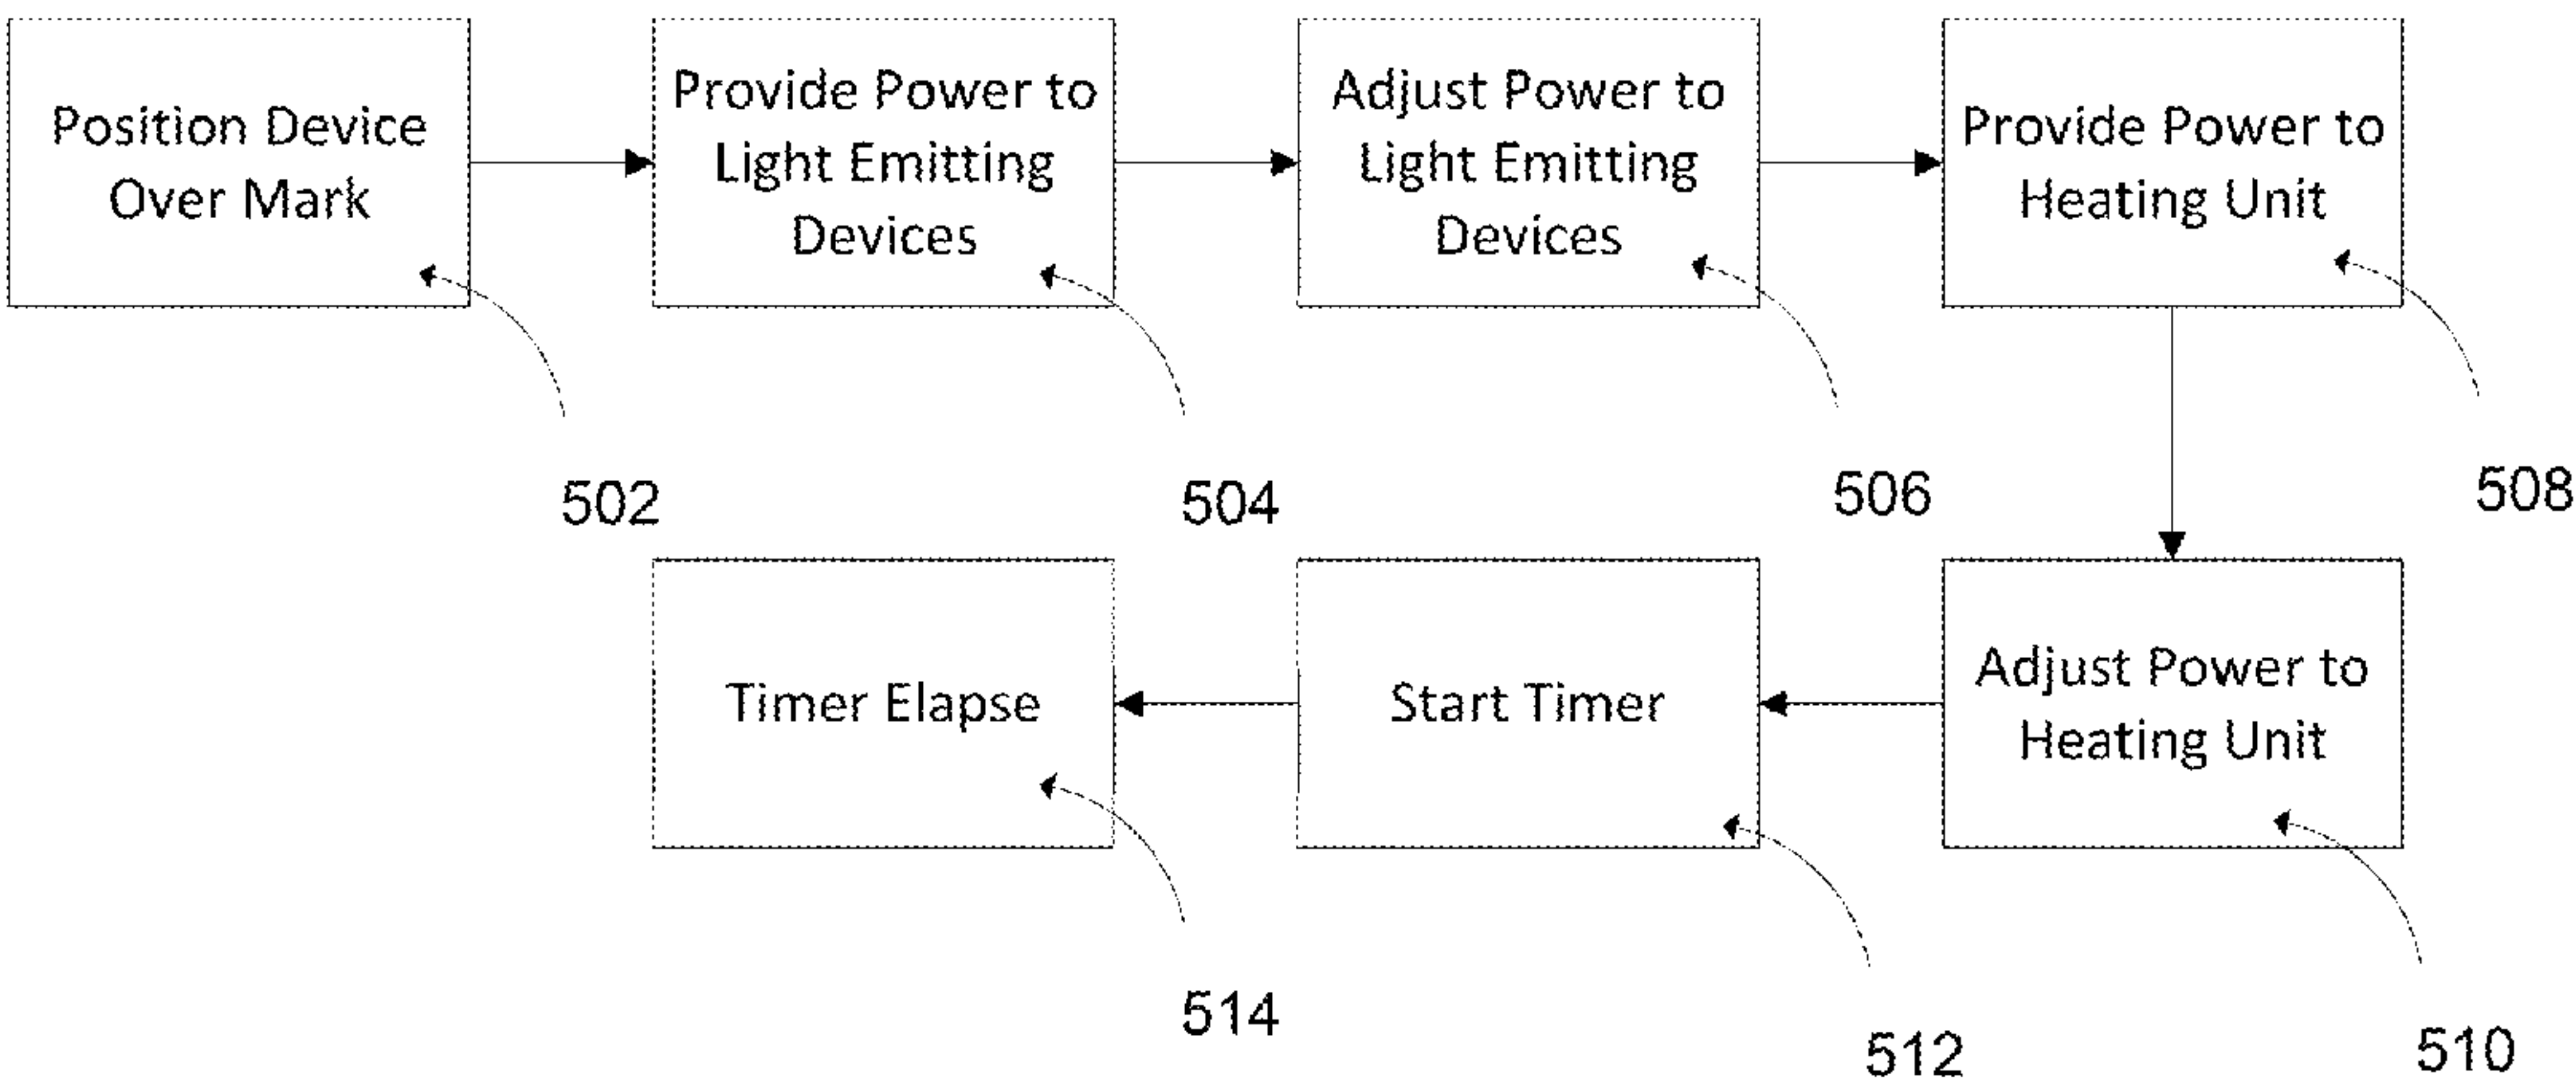 Position Device
Over Mark
Provide Power to
Light Emitting
Devices
Adjust Power to
Light Emitting
Devices
Provide Power to
Heating Unit
502
504
506
508
Timer Elapse
Start Timer
Adjust Power to
Heating Unit
514
512
510